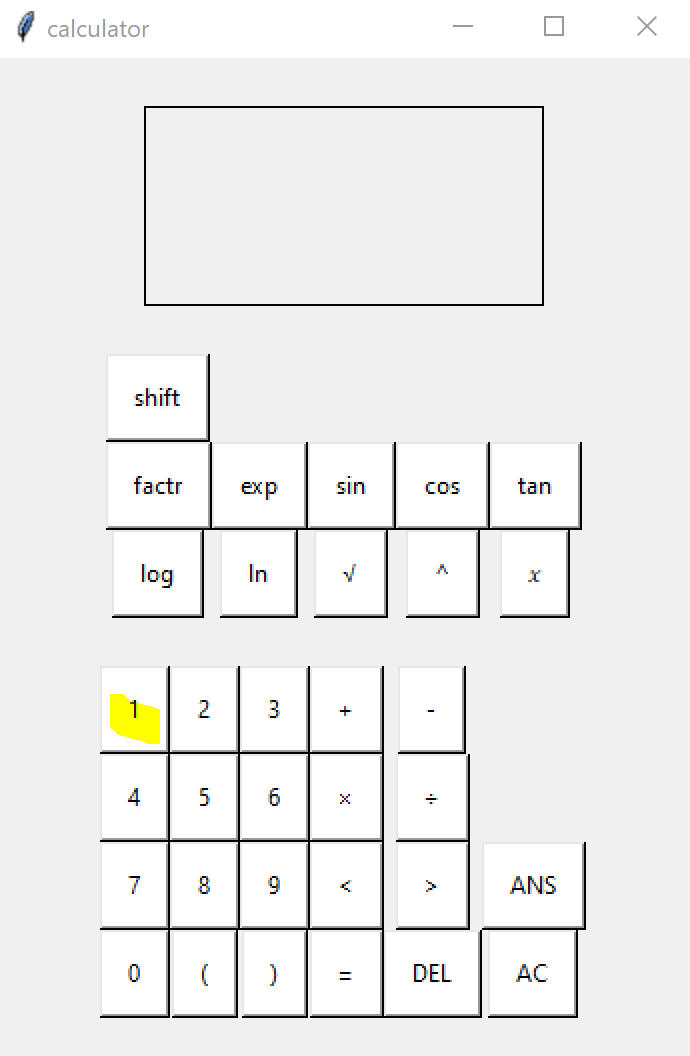 calculator
shift
factr exp sin cos tan
log ln √ ^ x
1 2 3 + -
4 5 6 × ÷
7 8 9 < > ANS
0 ( ) = DEL AC